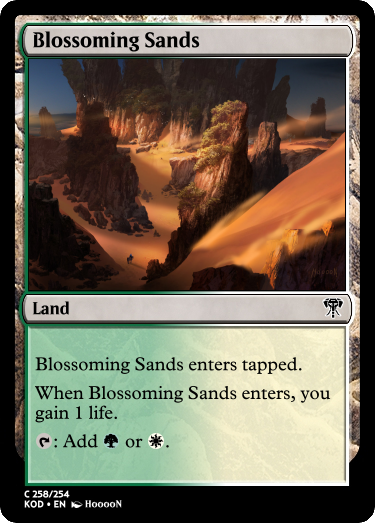 Blossoming Sands
Land
Blossoming Sands enters tapped.
When Blossoming Sands enters, you
gain 1 life.
: Add or .
C 258/254
KOD • EN HooooN